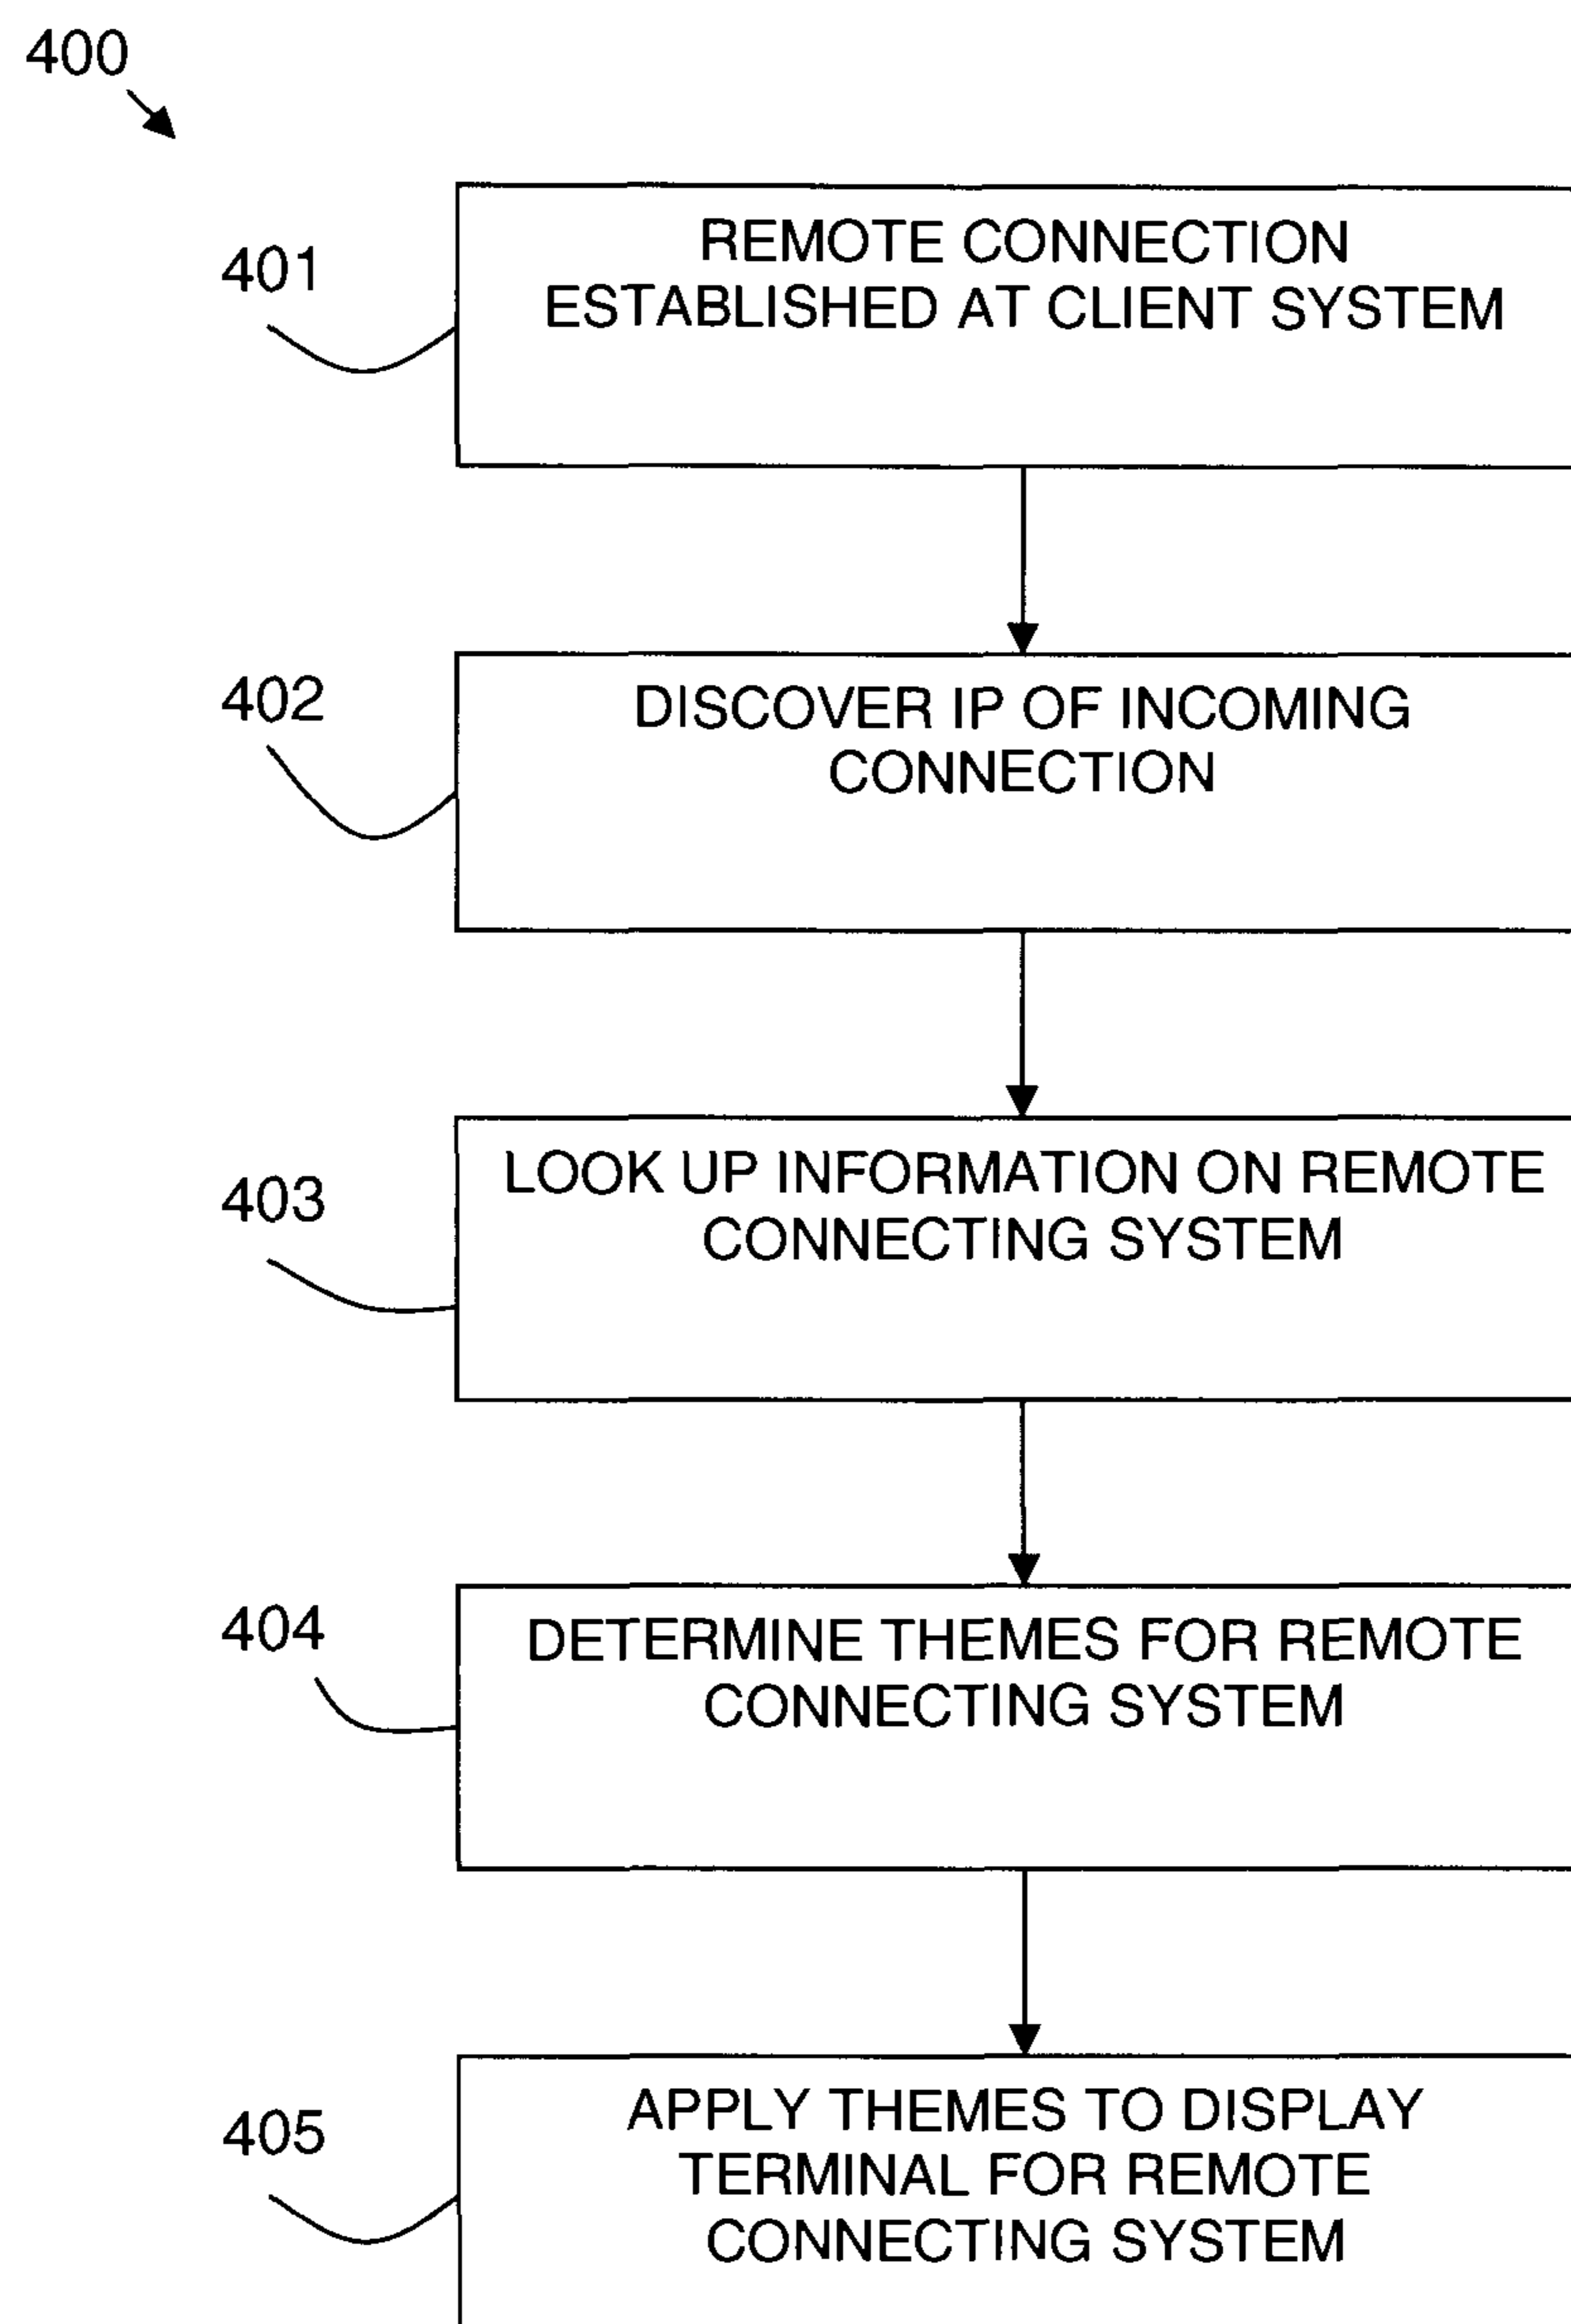 400
401
REMOTE CONNECTION
ESTABLISHED AT CLIENT SYSTEM
402
DISCOVER IP OF INCOMING
CONNECTION
403
LOOK UP INFORMATION ON REMOTE
CONNECTING SYSTEM
404
DETERMINE THEMES FOR REMOTE
CONNECTING SYSTEM
405
APPLY THEMES TO DISPLAY
TERMINAL FOR REMOTE
CONNECTING SYSTEM